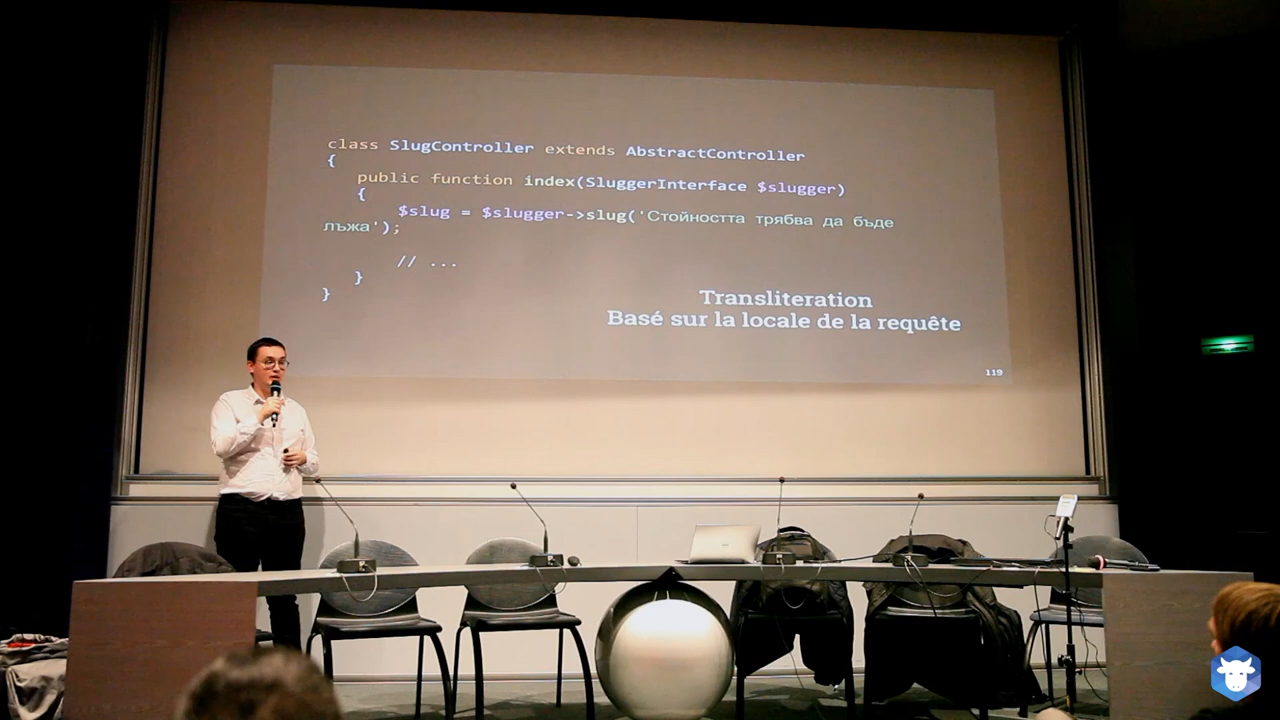 class SlugController extends AbstractController
{
public function index(SluggerInterface $slugger)
{
$slug = $slugger->slug('Стойността трябва да бъде
лъжа');
// ...
}
}
Transliteration
Basé sur la locale de la requête
119